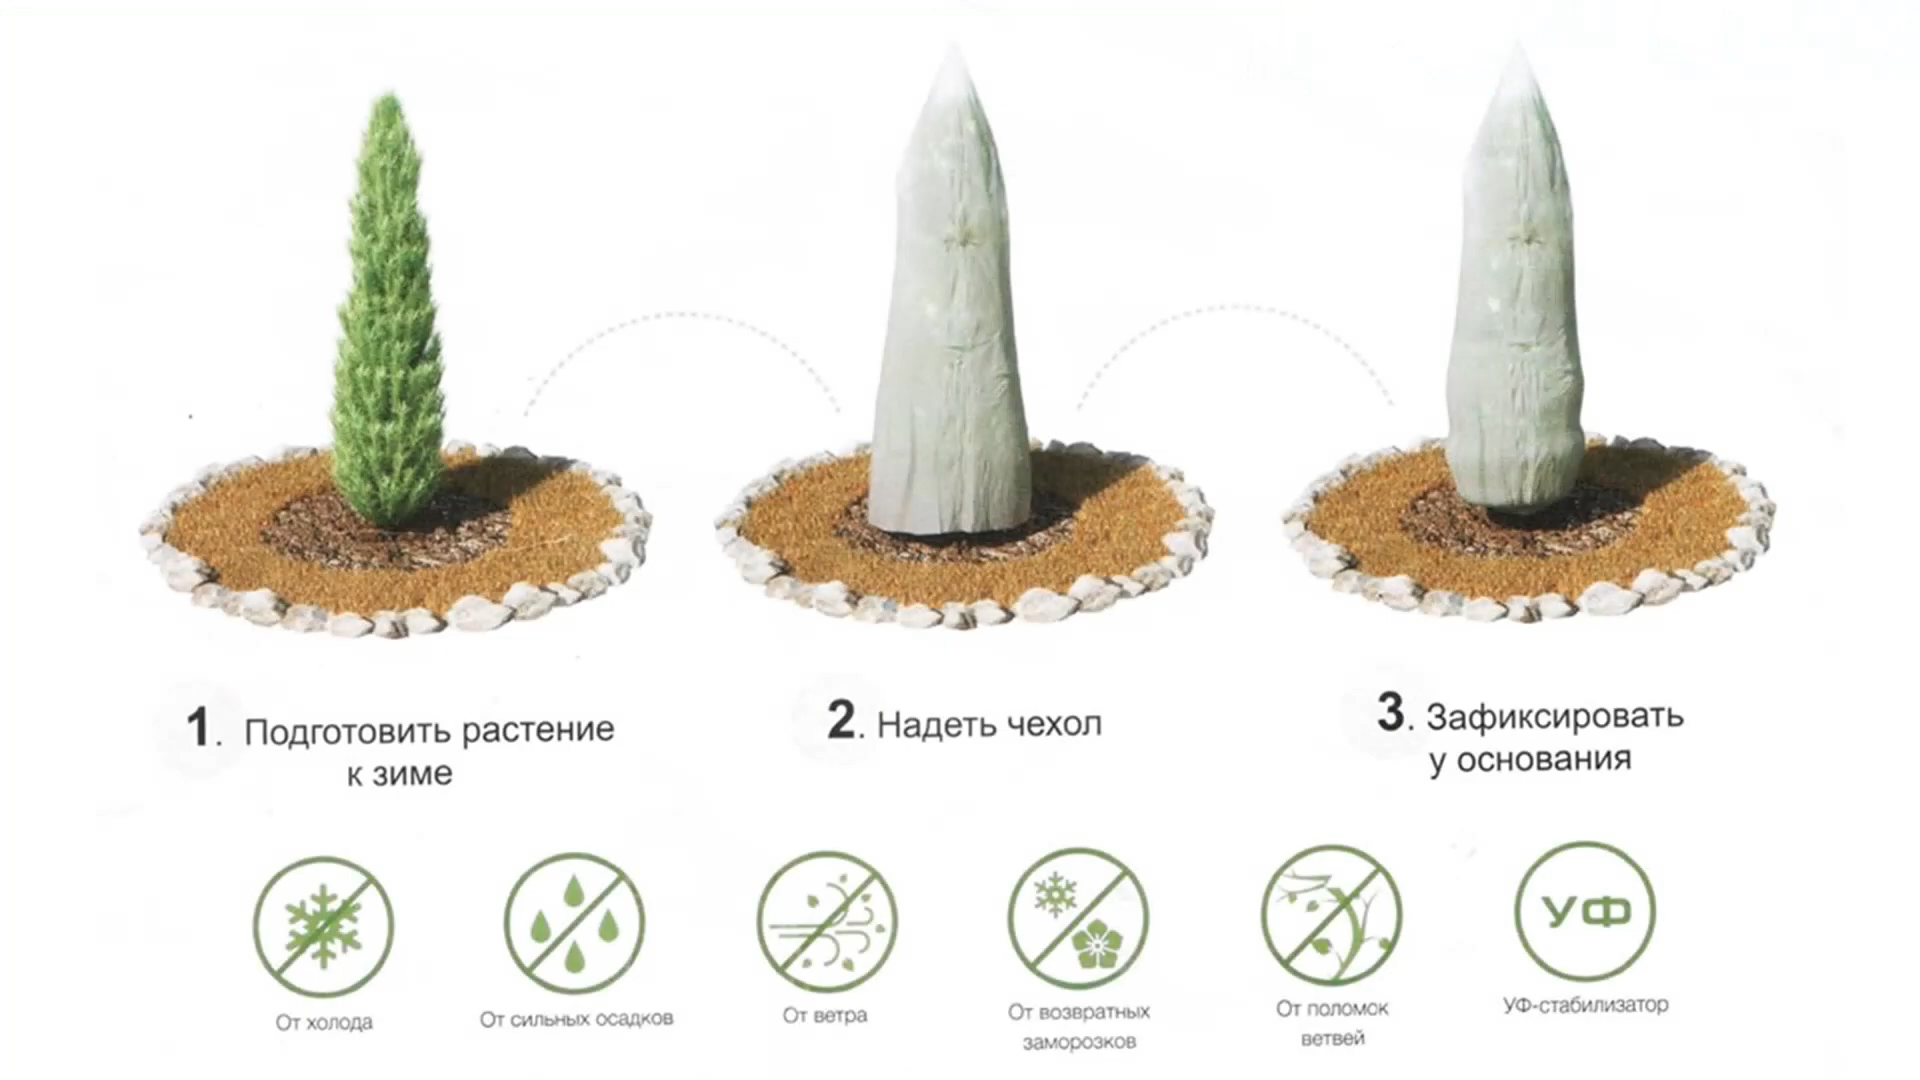 1. Подготовить растение
к зиме
2. Надеть чехол
3. Зафиксировать
у основания
УФ
От холода
От сильных осадков
От ветра
От возвратных
заморозков
От поломок
ветвей
УФ-стабилизатор